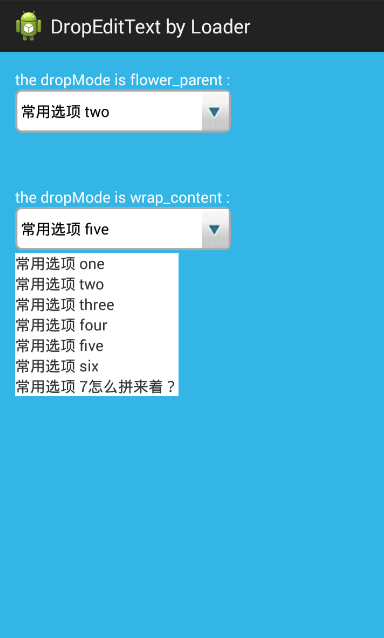 DropEditText by Loader
the dropMode is flower_parent :
常用选项 two
the dropMode is wrap_content :
常用选项 five
常用选项 one
常用选项 two
常用选项 three
常用选项 four
常用选项 five
常用选项 six
常用选项 7怎么拼来着？